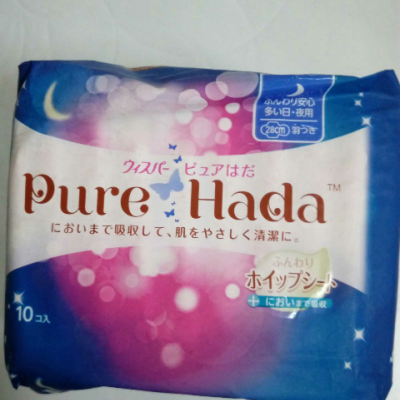 ふんわり安心
多い日・夜用
28cm 羽つき
ウィスパー ピュアはだ
Pure Hada™
においまで吸収して、肌をやさしく清潔に。
ふんわり
ホイップシート
+においまで吸収
10コ入